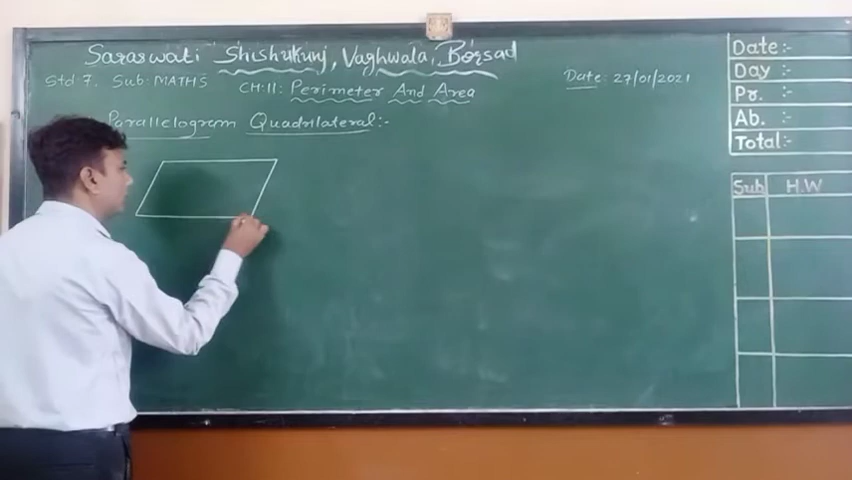 Saraswati Shishukunj, Vaghwala, Borsad
Std: 7. Sub: MATHS CH:11: Perimeter And Area Date: 27/01/2021
Parallelogram Quadrilateral:-
Date:-
Day :-
Pr. :-
Ab. :-
Total:-
Sub H.W